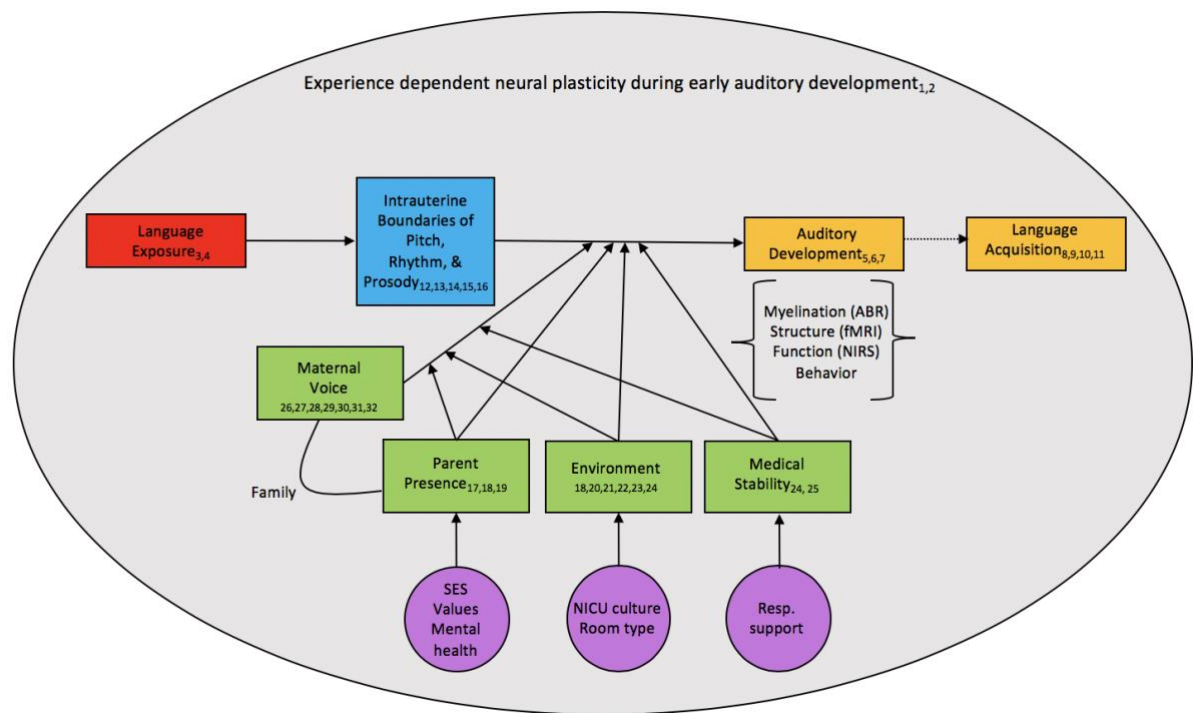 Experience dependent neural plasticity during early auditory development1,2
Language
Exposure3,4
Intrauterine
Boundaries of
Pitch,
Rhythm, &
Prosody12,13,14,15,16
Auditory
Development5,6,7
Language
Acquisition8,9,10,11
Myelination (ABR)
Structure (fMRI)
Function (NIRS)
Behavior
Maternal
Voice
26,27,28,29,30,31,32
Family
Parent
Presence17,18,19
Environment
18,20,21,22,23,24
Medical
Stability24, 25
SES
Values
Mental
health
NICU culture
Room type
Resp.
support